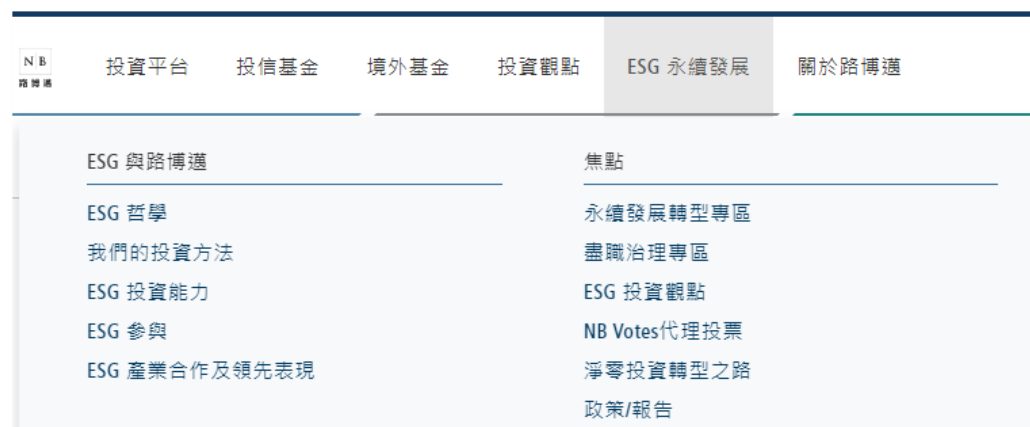 N B
路博邁
投資平台 投信基金 境外基金 投資觀點 ESG 永續發展 關於路博邁
ESG 與路博邁
ESG 哲學
我們的投資方法
ESG 投資能力
ESG 參與
ESG 產業合作及領先表現
焦點
永續發展轉型專區
盡職治理專區
ESG 投資觀點
NB Votes代理投票
淨零投資轉型之路
政策/報告